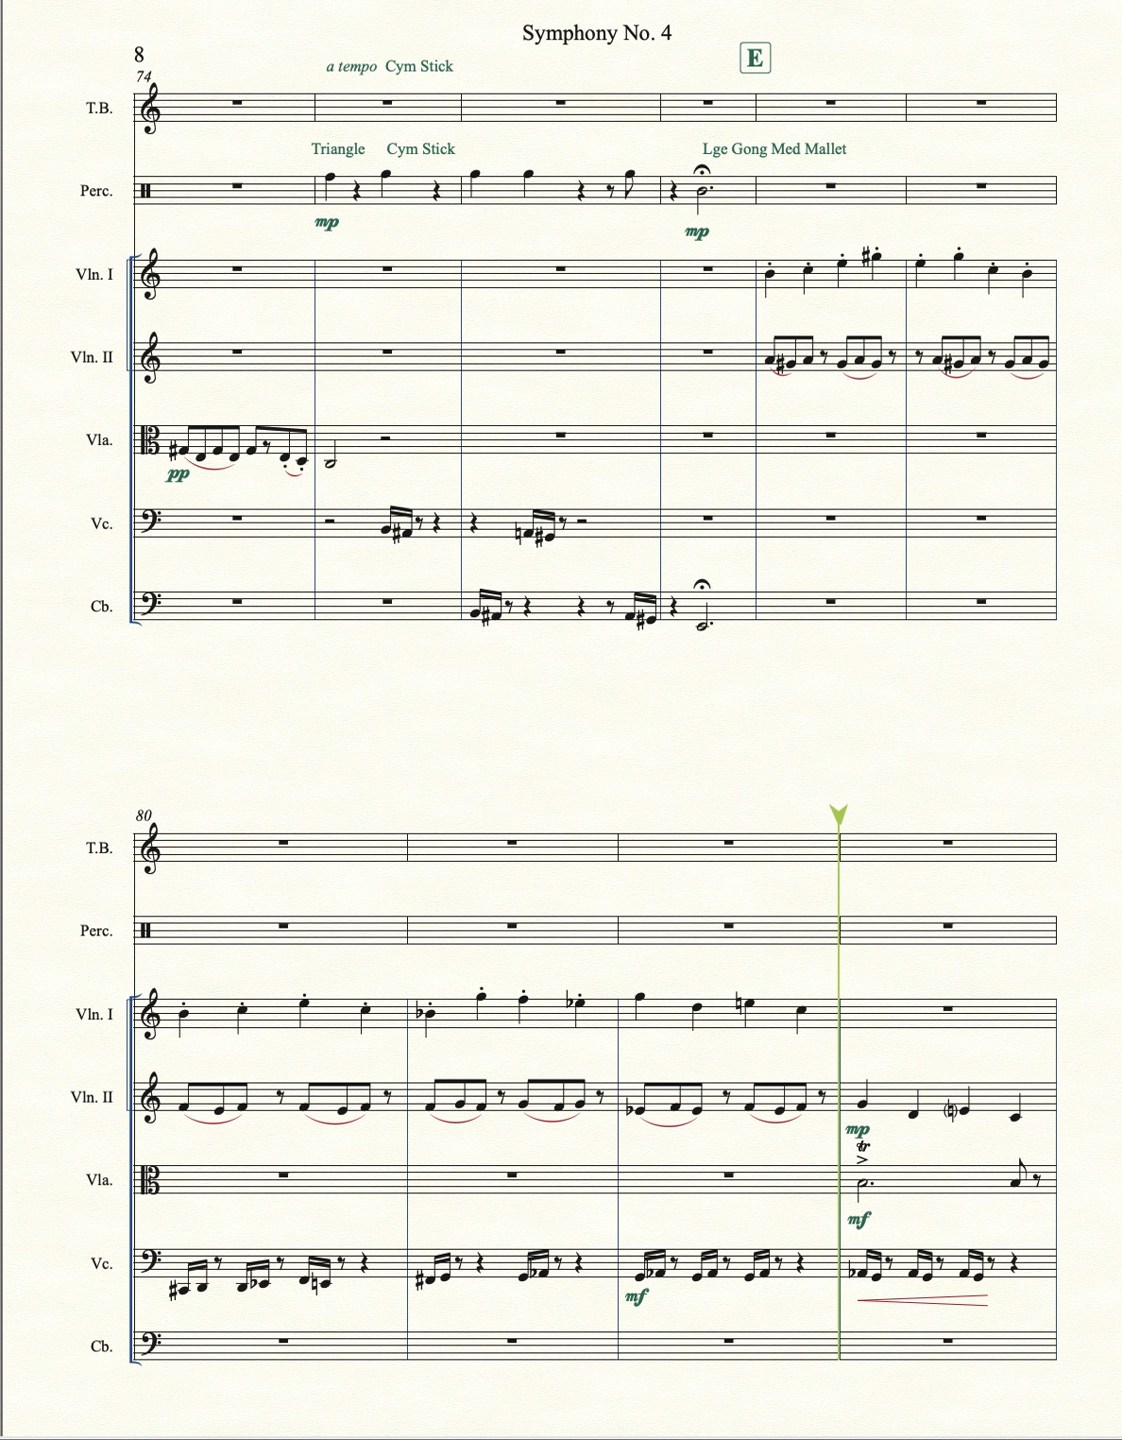 Symphony No. 4
8
E
74
a tempo Cym Stick
T.B.
Triangle Cym Stick Lge Gong Med Mallet
Perc.
mp mp
Vln. I
Vln. II
Vla.
pp
Vc.
Cb.
80
T.B.
Perc.
Vln. I
Vln. II
mp
tr
Vla.
mf
Vc.
mf
Cb.